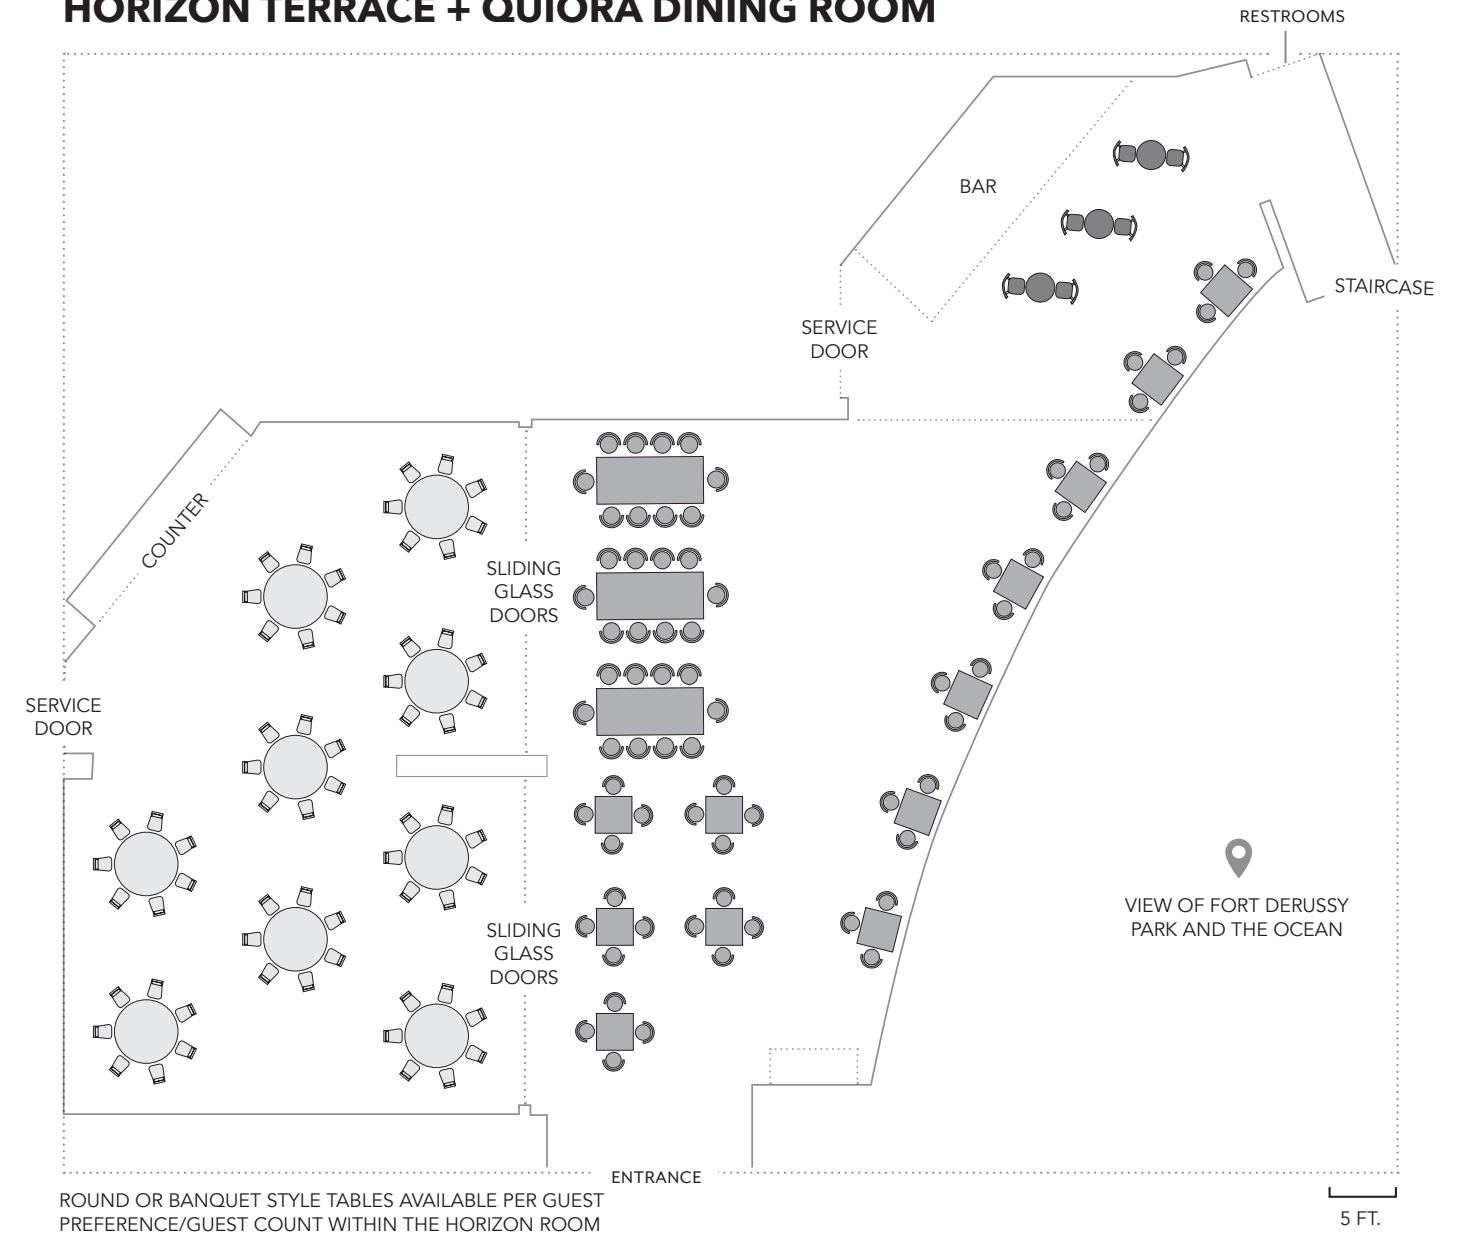 HORIZON TERRACE + QUIORA DINING ROOM
RESTROOMS
BAR
STAIRCASE
SERVICE
DOOR
COUNTER
SLIDING
GLASS
DOORS
SERVICE
DOOR
VIEW OF FORT DERUSSY
PARK AND THE OCEAN
SLIDING
GLASS
DOORS
ENTRANCE
ROUND OR BANQUET STYLE TABLES AVAILABLE PER GUEST
PREFERENCE/GUEST COUNT WITHIN THE HORIZON ROOM
5 FT.